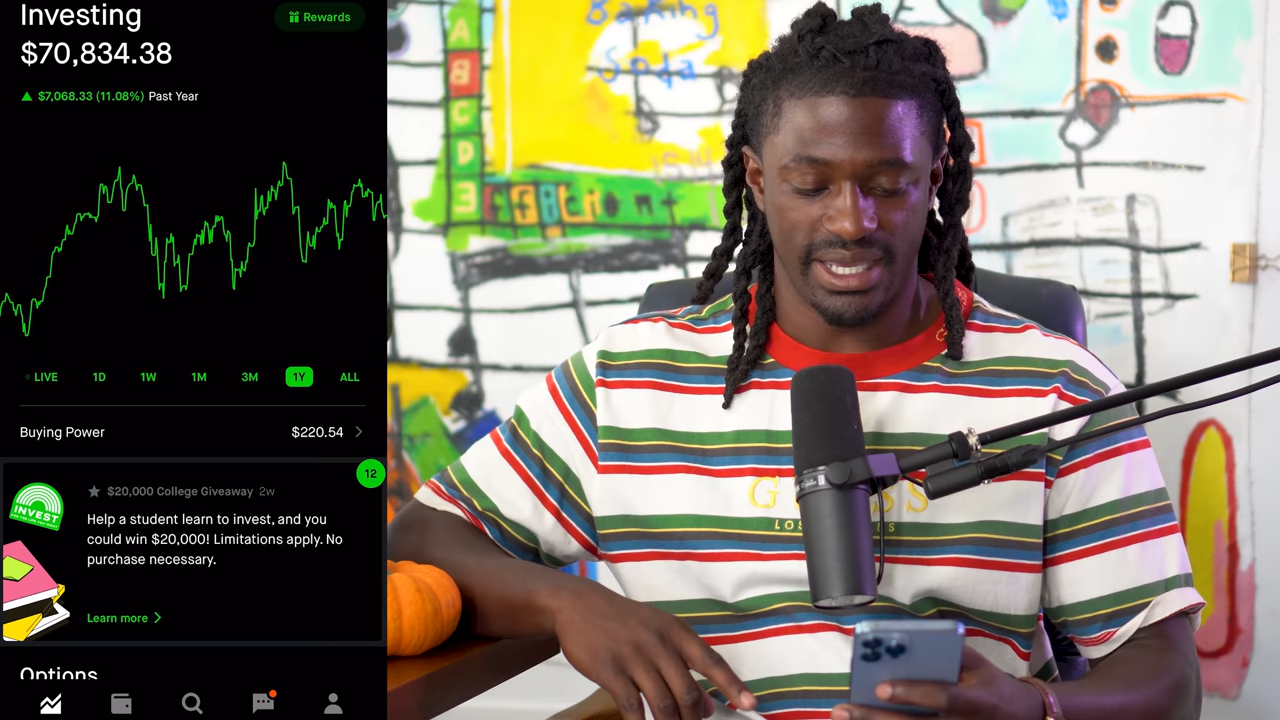 Investing
Rewards
$70,834.38
$7,068.33 (11.08%) Past Year
LIVE 1D 1W 1M 3M 1Y ALL
Buying Power $220.54
12
$20,000 College Giveaway 2w
INVEST
Help a student learn to invest, and you
could win $20,000! Limitations apply. No
purchase necessary.
Learn more
Options
Baking
Soda
A
B
C
D
E
G
LOS